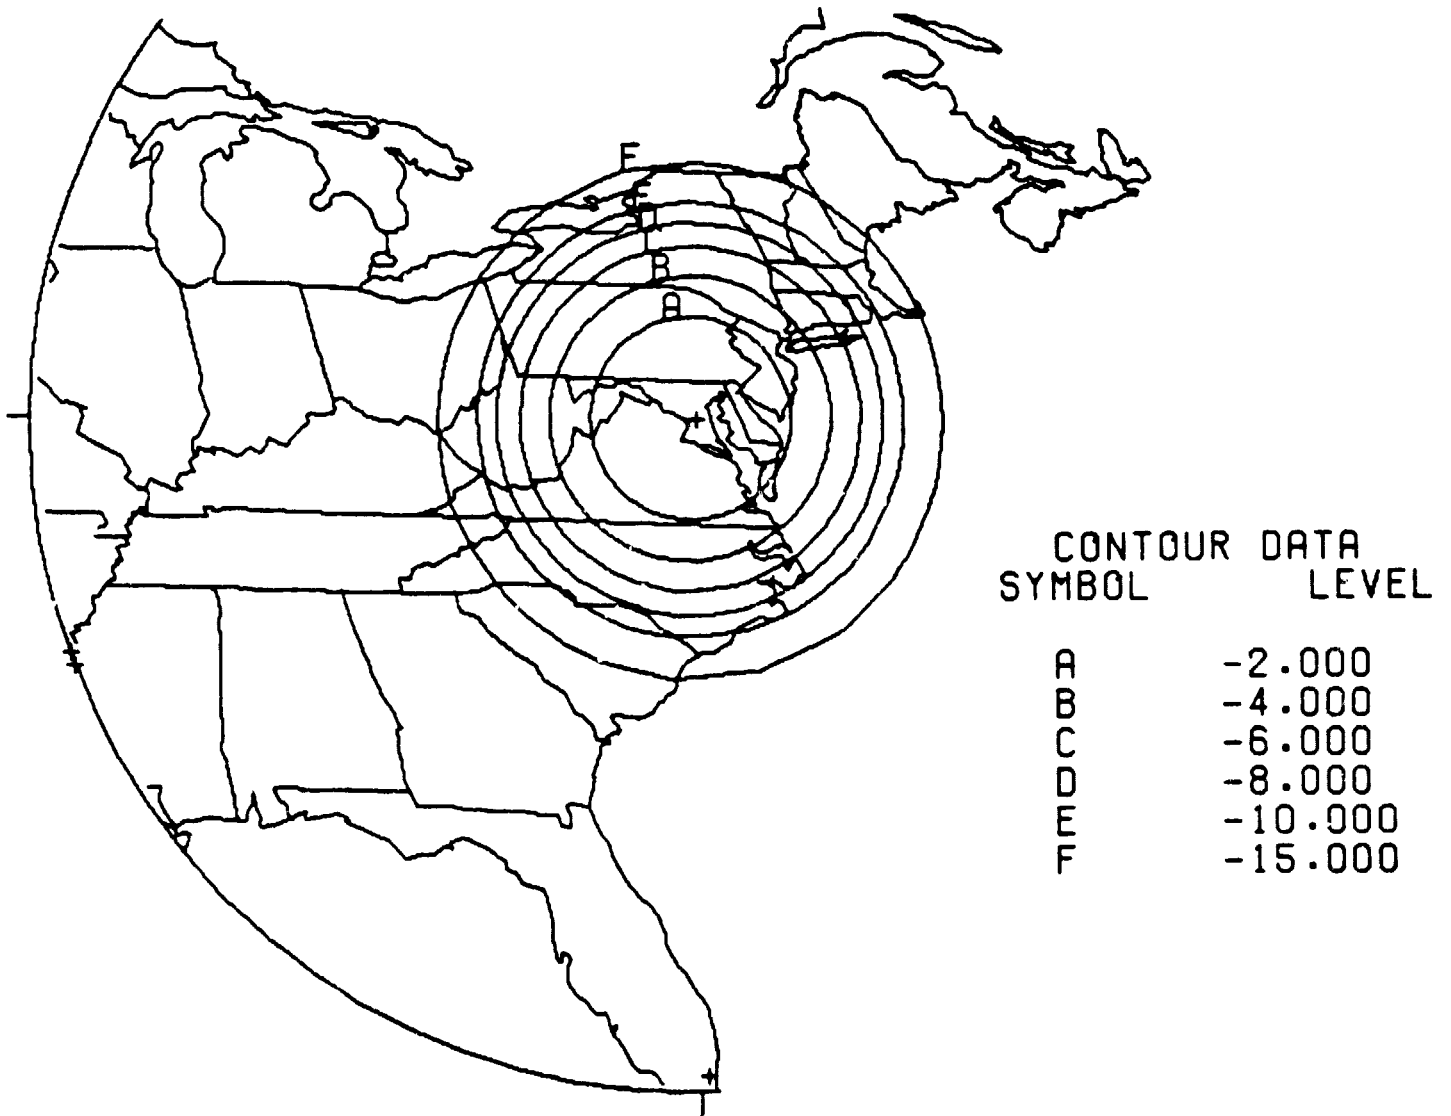 F
E
D
B
A
CONTOUR DATA
SYMBOL LEVEL
A -2.000
B -4.000
C -6.000
D -8.000
E -10.000
F -15.000